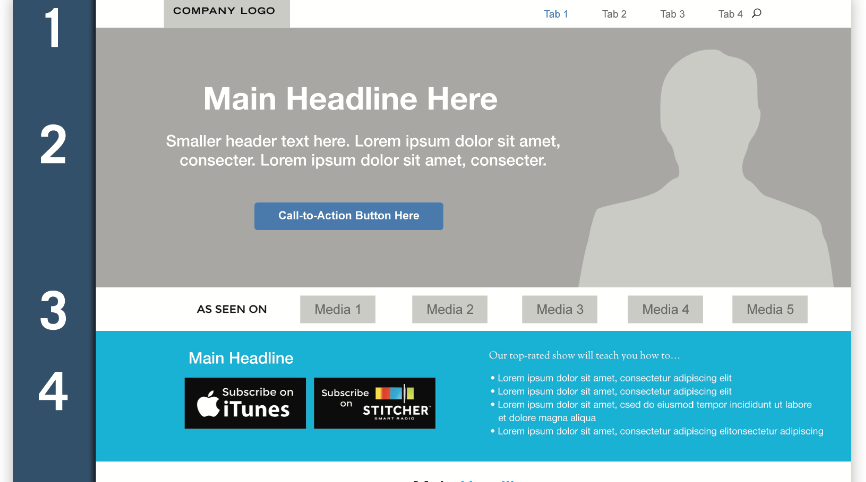 1
COMPANY LOGO
Tab 1
Tab 2
Tab 3
Tab 4
2
Main Headline Here
Smaller header text here. Lorem ipsum dolor sit amet,
consecter. Lorem ipsum dolor sit amet, consecter.
Call-to-Action Button Here
3
AS SEEN ON
Media 1
Media 2
Media 3
Media 4
Media 5
4
Main Headline
Subscribe on
iTunes
Subscribe
on
STITCHER
SMART RADIO
Our top-rated show will teach you how to…
• Lorem ipsum dolor sit amet, consectetur adipiscing elit
• Lorem ipsum dolor sit amet, consectetur adipiscing elit
• Lorem ipsum dolor sit amet, csed do eiusmod tempor incididunt ut labore
et dolore magna aliqua
• Lorem ipsum dolor sit amet, consectetur adipiscing elitonsectetur adipiscing